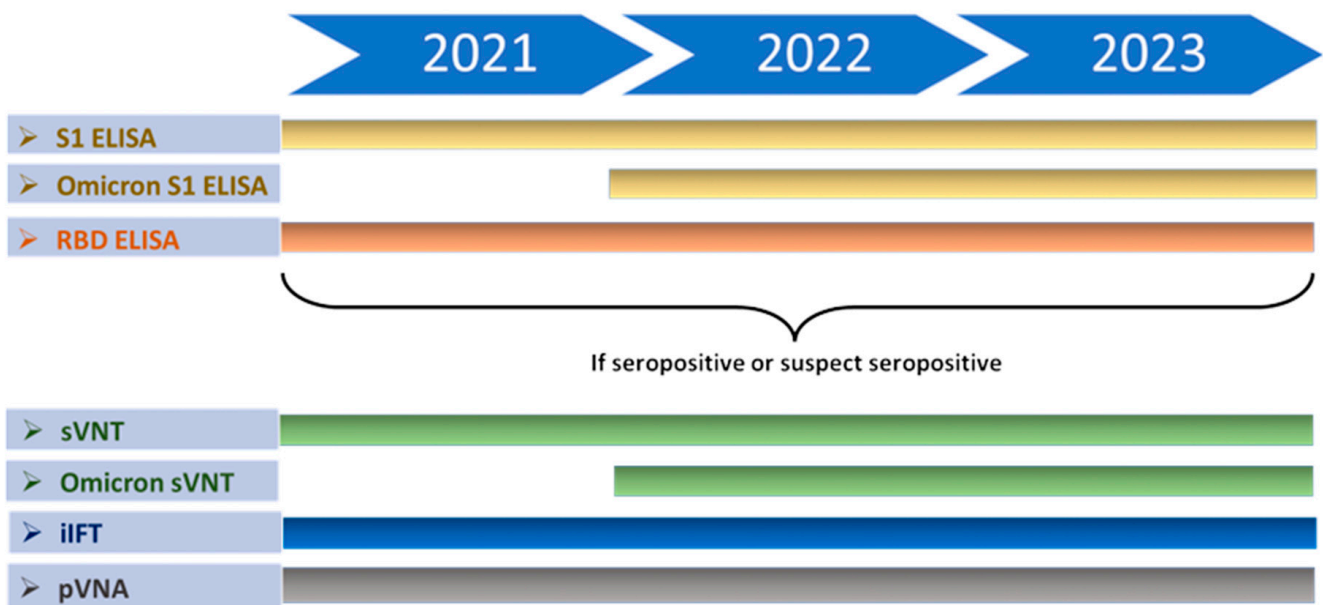 2021 2022 2023
S1 ELISA
Omicron S1 ELISA
RBD ELISA
If seropositive or suspect seropositive
sVNT
Omicron sVNT
iIFT
pVNA